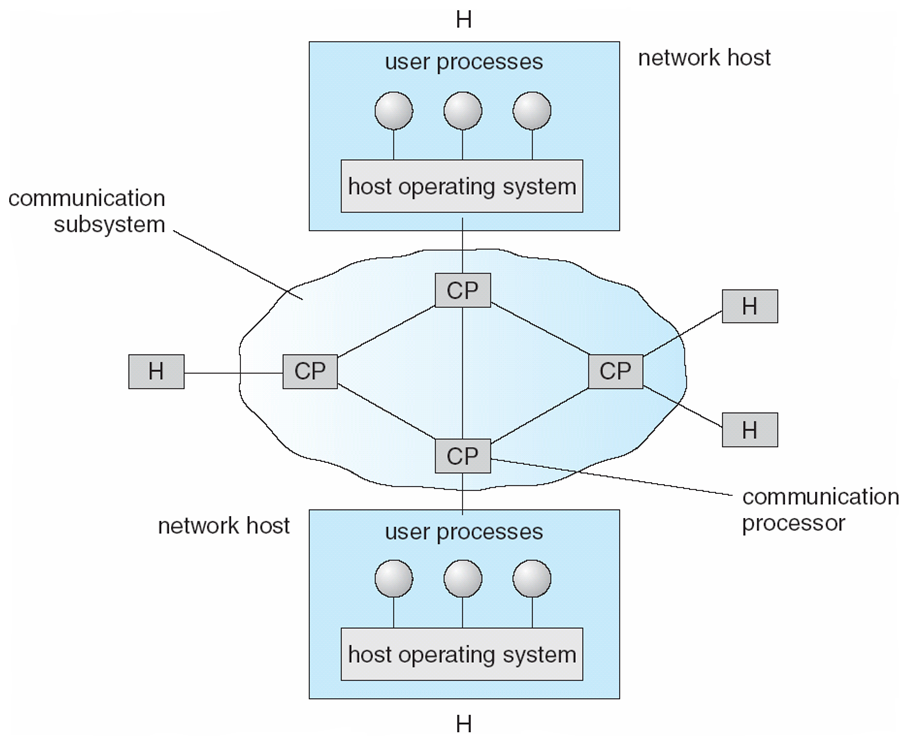 H
user processes
network host
host operating system
communication
subsystem
CP
H
H
CP
CP
H
CP
communication
processor
network host
user processes
host operating system
H